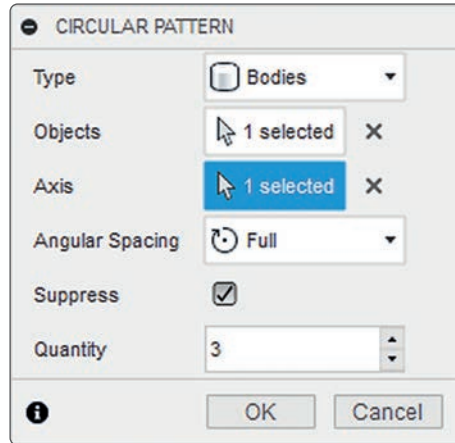 CIRCULAR PATTERN
Type Bodies
Objects 1 selected
Axis 1 selected
Angular Spacing Full
Suppress
Quantity 3
OK Cancel